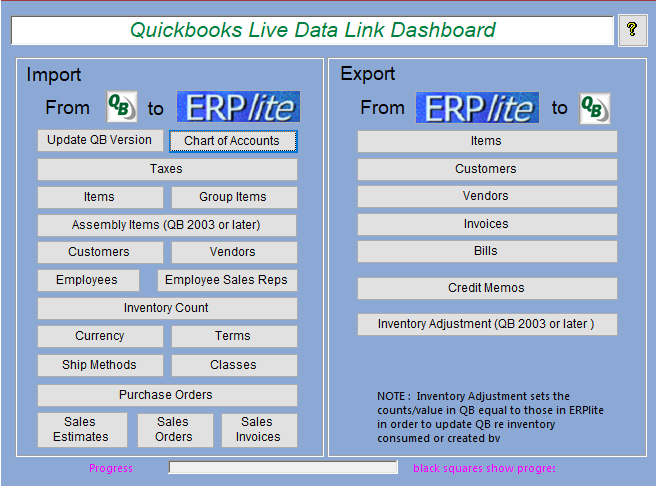 Quickbooks Live Data Link Dashboard
?
Import
From QB to ERPlite
Update QB Version
Chart of Accounts
Taxes
Items
Group Items
Assembly Items (QB 2003 or later)
Customers
Vendors
Employees
Employee Sales Reps
Inventory Count
Currency
Terms
Ship Methods
Classes
Purchase Orders
Sales
Estimates
Sales
Orders
Sales
Invoices
Export
From ERPlite to QB
Items
Customers
Vendors
Invoices
Bills
Credit Memos
Inventory Adjustment (QB 2003 or later )
NOTE : Inventory Adjustment sets the
counts/value in QB equal to those in ERPlite
in order to update QB re inventory
consumed or created by
Progress
black squares show progres